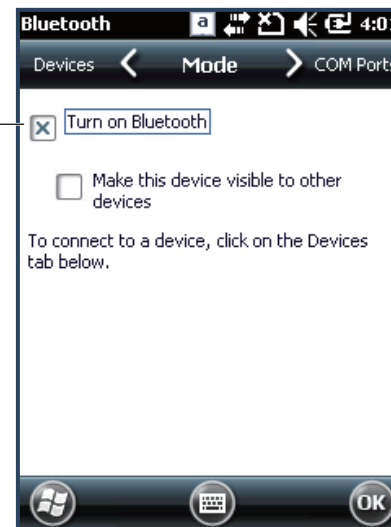 Bluetooth a 4:0
Devices Mode COM Ports
Turn on Bluetooth
Make this device visible to other
devices
To connect to a device, click on the Devices
tab below.
OK